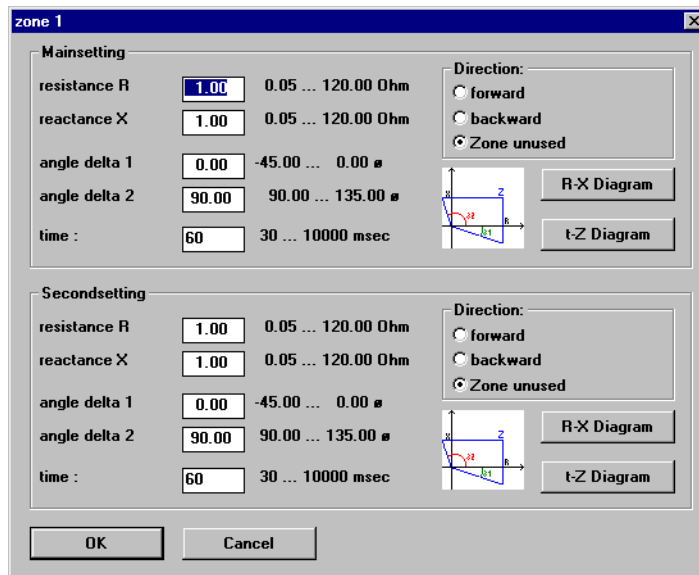 zone 1
Mainsetting
resistance R 1.00 0.05 ... 120.00 Ohm
reactance X 1.00 0.05 ... 120.00 Ohm
angle delta 1 0.00 -45.00 ... 0.00 ø
angle delta 2 90.00 90.00 ... 135.00 ø
time : 60 30 ... 10000 msec
Direction:
forward
backward
Zone unused
X Z
R
R-X Diagram
t-Z Diagram
Secondsetting
resistance R 1.00 0.05 ... 120.00 Ohm
reactance X 1.00 0.05 ... 120.00 Ohm
angle delta 1 0.00 -45.00 ... 0.00 ø
angle delta 2 90.00 90.00 ... 135.00 ø
time : 60 30 ... 10000 msec
Direction:
forward
backward
Zone unused
X Z
R
R-X Diagram
t-Z Diagram
OK Cancel